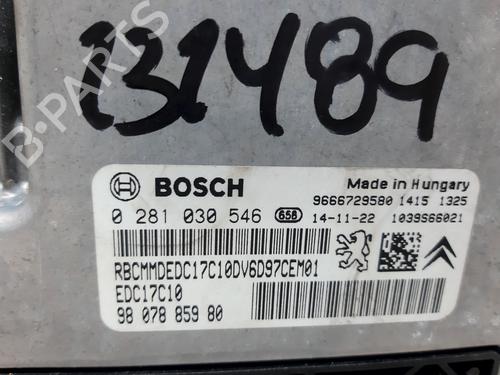 131489
B-PARTS
BOSCH
Made in Hungary
0 281 030 546 658
9666729580 1415 1325
14-11-22 1039S66021
RBCMMDEDC17C10DV6D97CEM01
EDC17C10
98 078 859 80